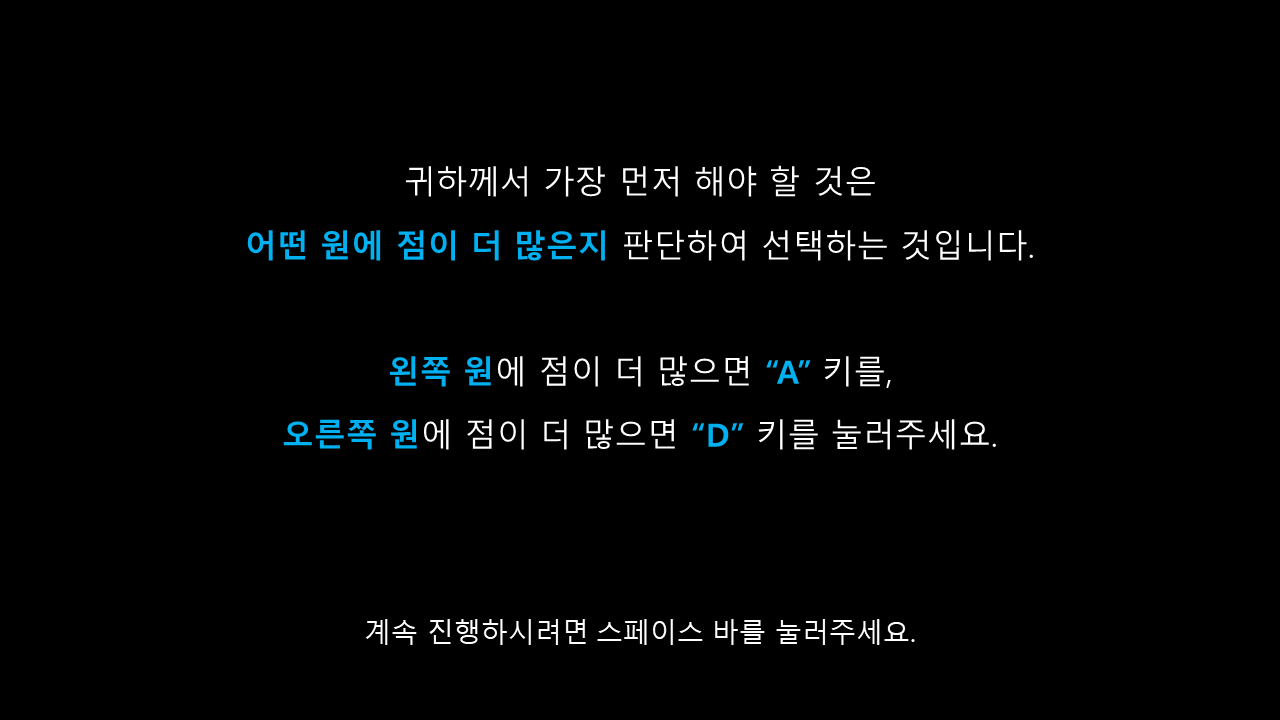 귀하께서 가장 먼저 해야 할 것은
어떤 원에 점이 더 많은지 판단하여 선택하는 것입니다.
왼쪽 원에 점이 더 많으면 “A” 키를,
오른쪽 원에 점이 더 많으면 “D” 키를 눌러주세요.
계속 진행하시려면 스페이스 바를 눌러주세요.